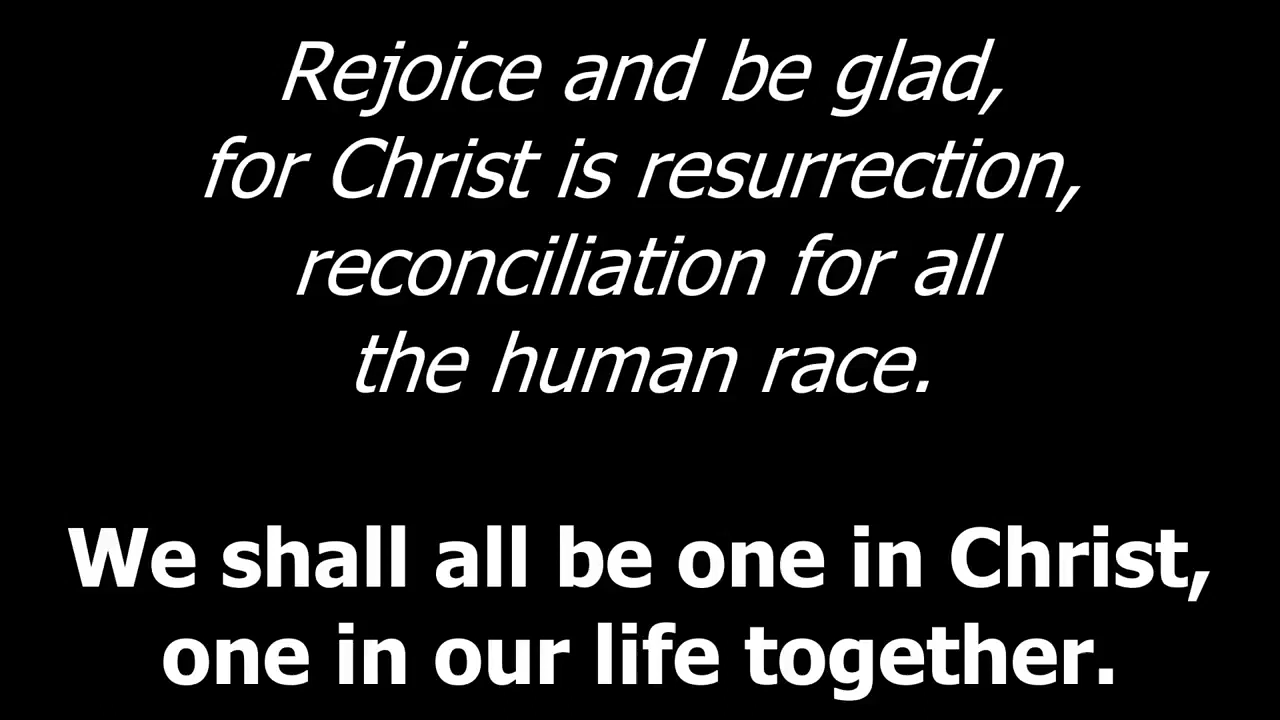 Rejoice and be glad,
for Christ is resurrection,
reconciliation for all
the human race.
We shall all be one in Christ,
one in our life together.